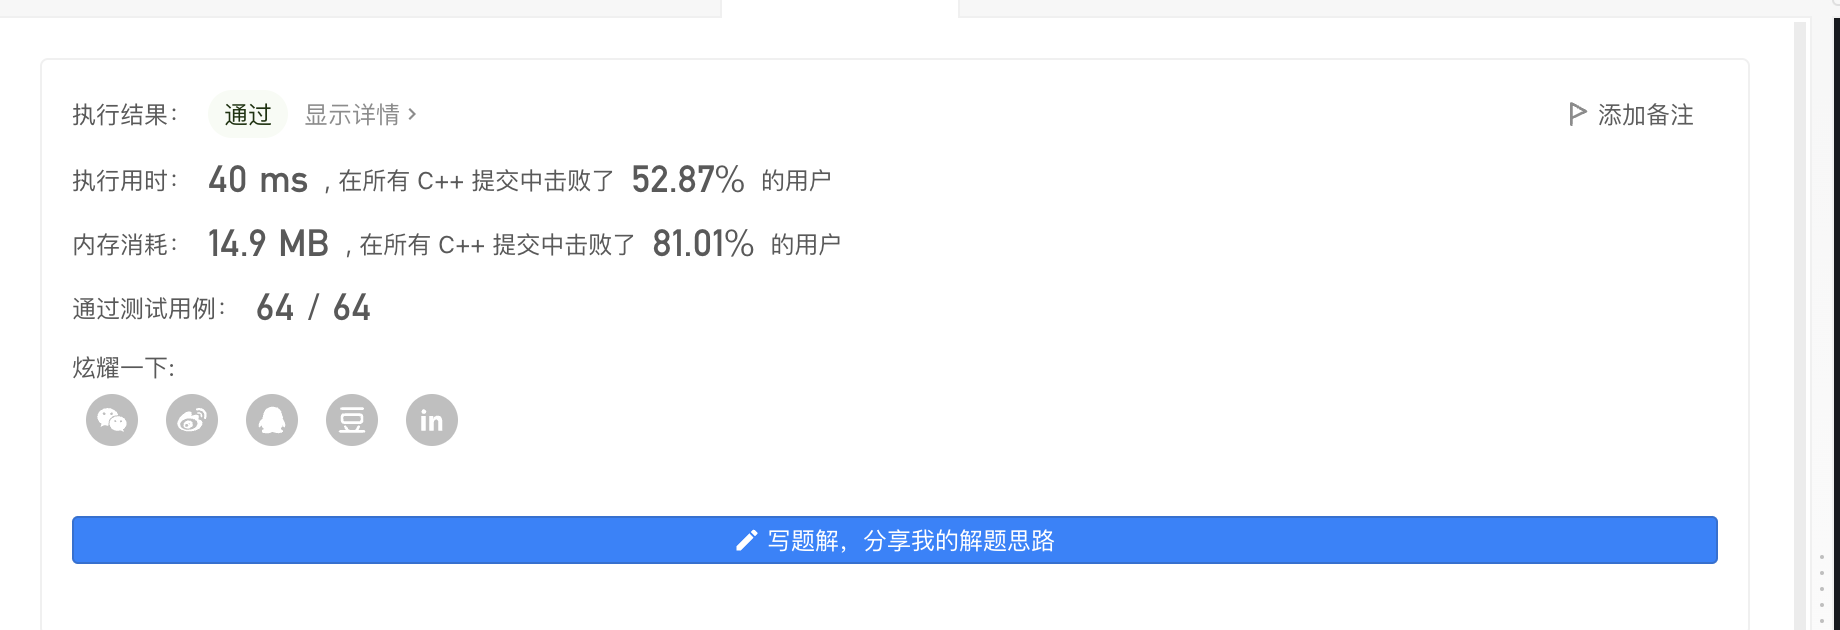 执行结果： 通过 显示详情 > 添加备注
执行用时： 40 ms , 在所有 C++ 提交中击败了 52.87% 的用户
内存消耗： 14.9 MB , 在所有 C++ 提交中击败了 81.01% 的用户
通过测试用例： 64 / 64
炫耀一下:
豆 in
写题解，分享我的解题思路